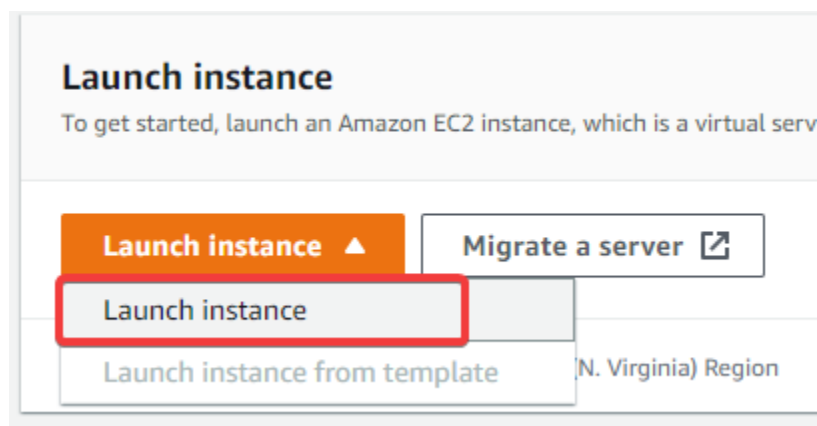 Launch instance
To get started, launch an Amazon EC2 instance, which is a virtual serv
Launch instance Migrate a server
Launch instance
Launch instance from template
(N. Virginia) Region